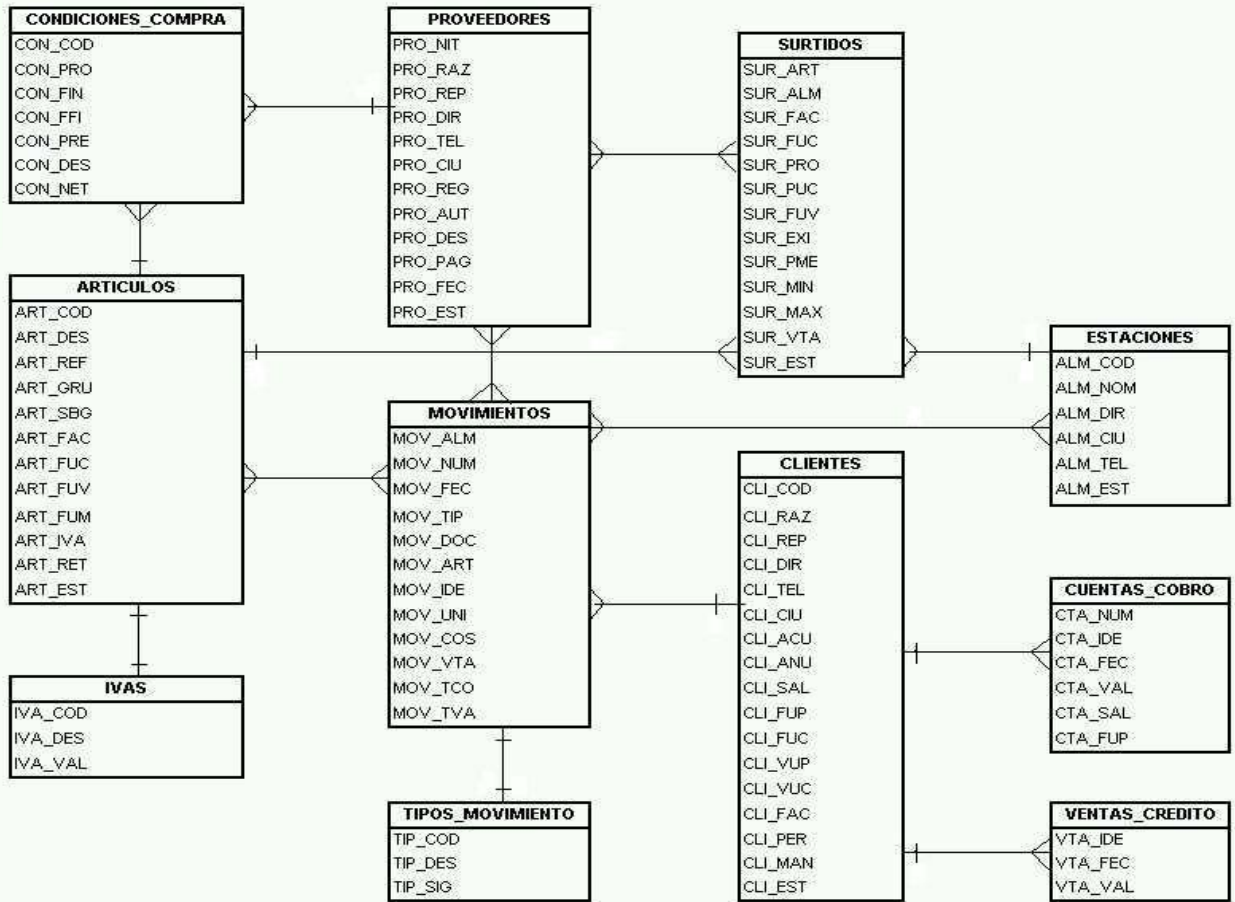 CONDICIONES_COMPRA
CON_COD
CON_PRO
CON_FIN
CON_FFI
CON_PRE
CON_DES
CON_NET
PROVEEDORES
PRO_NIT
PRO_RAZ
PRO_REP
PRO_DIR
PRO_TEL
PRO_CIU
PRO_REG
PRO_AUT
PRO_DES
PRO_PAG
PRO_FEC
PRO_EST
SURTIDOS
SUR_ART
SUR_ALM
SUR_FAC
SUR_FUC
SUR_PRO
SUR_PUC
SUR_FUV
SUR_EXI
SUR_PME
SUR_MIN
SUR_MAX
SUR_VTA
SUR_EST
ARTICULOS
ART_COD
ART_DES
ART_REF
ART_GRU
ART_SBG
ART_FAC
ART_FUC
ART_FUV
ART_FUM
ART_IVA
ART_RET
ART_EST
MOVIMIENTOS
MOV_ALM
MOV_NUM
MOV_FEC
MOV_TIP
MOV_DOC
MOV_ART
MOV_IDE
MOV_UNI
MOV_COS
MOV_VTA
MOV_TCO
MOV_TVA
ESTACIONES
ALM_COD
ALM_NOM
ALM_DIR
ALM_CIU
ALM_TEL
ALM_EST
CLIENTES
CLI_COD
CLI_RAZ
CLI_REP
CLI_DIR
CLI_TEL
CLI_CIU
CLI_ACU
CLI_ANU
CLI_SAL
CLI_FUP
CLI_FUC
CLI_VUP
CLI_VUC
CLI_FAC
CLI_PER
CLI_MAN
CLI_EST
CUENTAS_COBRO
CTA_NUM
CTA_IDE
CTA_FEC
CTA_VAL
CTA_SAL
CTA_FUP
IVAS
IVA_COD
IVA_DES
IVA_VAL
TIPOS_MOVIMIENTO
TIP_COD
TIP_DES
TIP_SIG
VENTAS_CREDITO
VTA_IDE
VTA_FEC
VTA_VAL